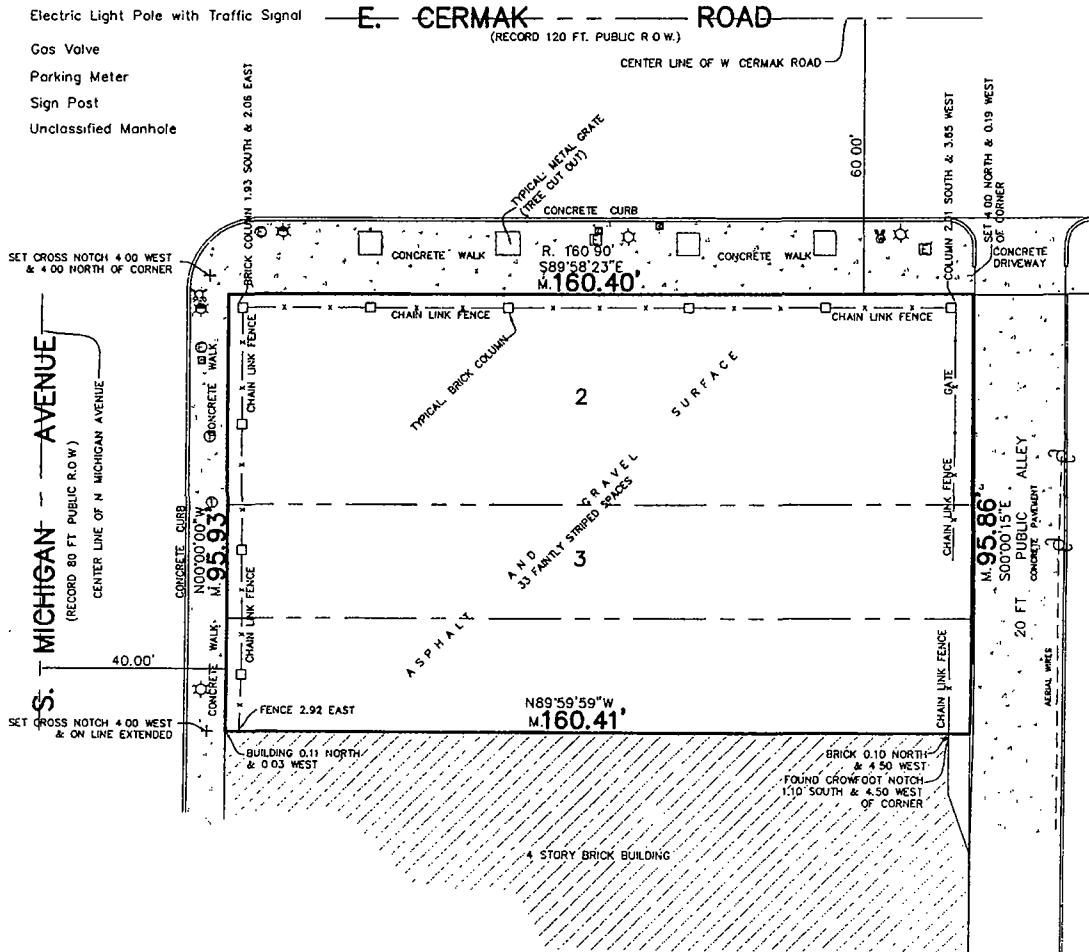 Electric Light Pole with Traffic Signal
Gas Valve
Parking Meter
Sign Post
Unclassified Manhole
E. CERMAK ROAD
(RECORD 120 FT. PUBLIC R O W.)
CENTER LINE OF W CERMAK ROAD
60.00'
BRICK COLUMN 1.93 SOUTH & 2.06 EAST
TYPICAL: METAL GRATE
(TREE CUT OUT)
CONCRETE CURB
COLUMN 2.01 SOUTH & 3.65 WEST
SET 4 00 NORTH & 0.19 WEST
OF CORNER
CONCRETE
DRIVEWAY
SET CROSS NOTCH 4 00 WEST
& 4 00 NORTH OF CORNER
CONCRETE WALK
R. 160 90'
S89°58'23"E
M. 160.40'
CONCRETE WALK
CHAIN LINK FENCE
CHAIN LINK FENCE
CHAIN LINK FENCE
TYPICAL: BRICK COLUMN
S. MICHIGAN AVENUE
(RECORD 80 FT PUBLIC R.O.W)
CENTER LINE OF N MICHIGAN AVENUE
CONCRETE WALK
CONCRETE CURB
N00°00'00"W
M. 95.93'
2
3
ASPHALT AND GRAVEL SURFACE
33 FAINTLY STRIPED SPACES
GATE
CHAIN LINK FENCE
M. 95.86'
S00°00'15"E
20 FT PUBLIC ALLEY
CONCRETE PAVEMENT
AERIAL WIRES
CHAIN LINK FENCE
CONCRETE WALK
40.00'
SET CROSS NOTCH 4 00 WEST
& ON LINE EXTENDED
FENCE 2.92 EAST
N89°59'59"W
M. 160.41'
CHAIN LINK FENCE
BUILDING 0.11 NORTH
& 0 03 WEST
BRICK 0.10 NORTH
& 4 50 WEST
FOUND CROWFOOT NOTCH
1.10 SOUTH & 4.50 WEST
OF CORNER
4 STORY BRICK BUILDING